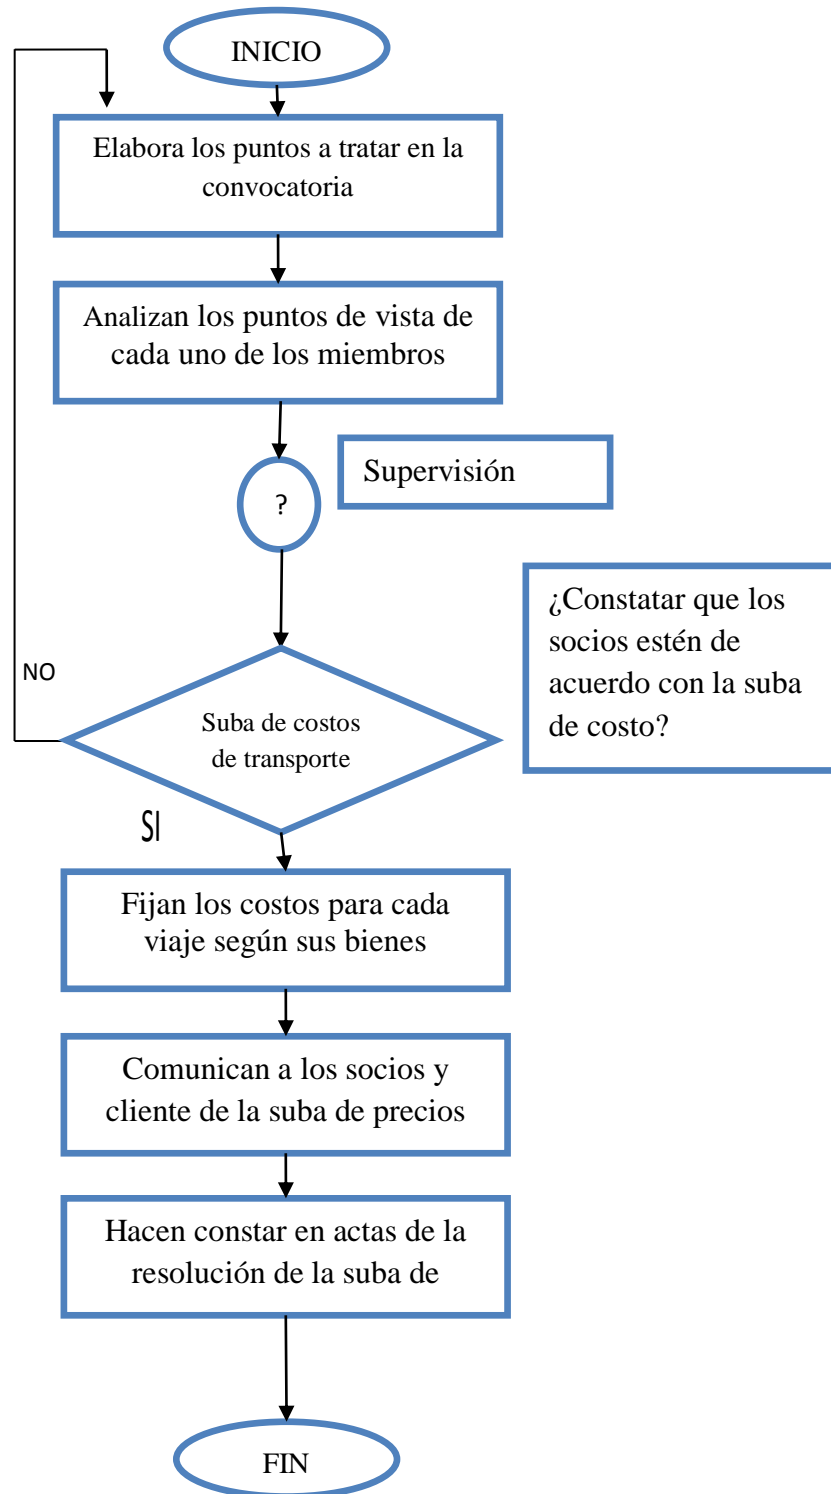 INICIO
Elabora los puntos a tratar en la
convocatoria
Analizan los puntos de vista de
cada uno de los miembros
Supervisión
?
¿Constatar que los
socios estén de
acuerdo con la suba
de costo?
NO
Suba de costos
de transporte
SI
Fijan los costos para cada
viaje según sus bienes
Comunican a los socios y
cliente de la suba de precios
Hacen constar en actas de la
resolución de la suba de
FIN